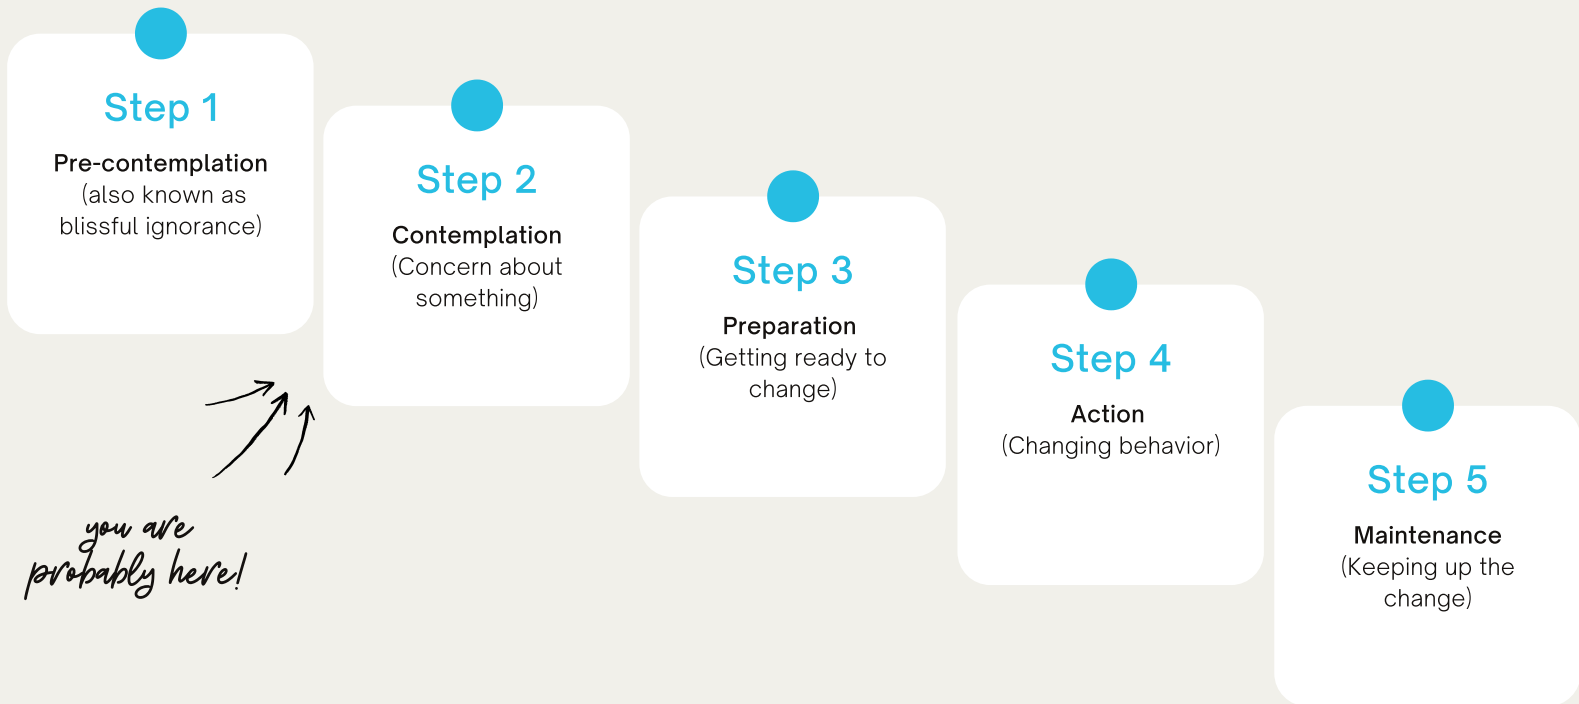 Step 1
Pre-contemplation
(also known as
blissful ignorance)
Step 2
Contemplation
(Concern about
something)
Step 3
Preparation
(Getting ready to
change)
Step 4
Action
(Changing behavior)
Step 5
Maintenance
(Keeping up the
change)
you are
probably here!